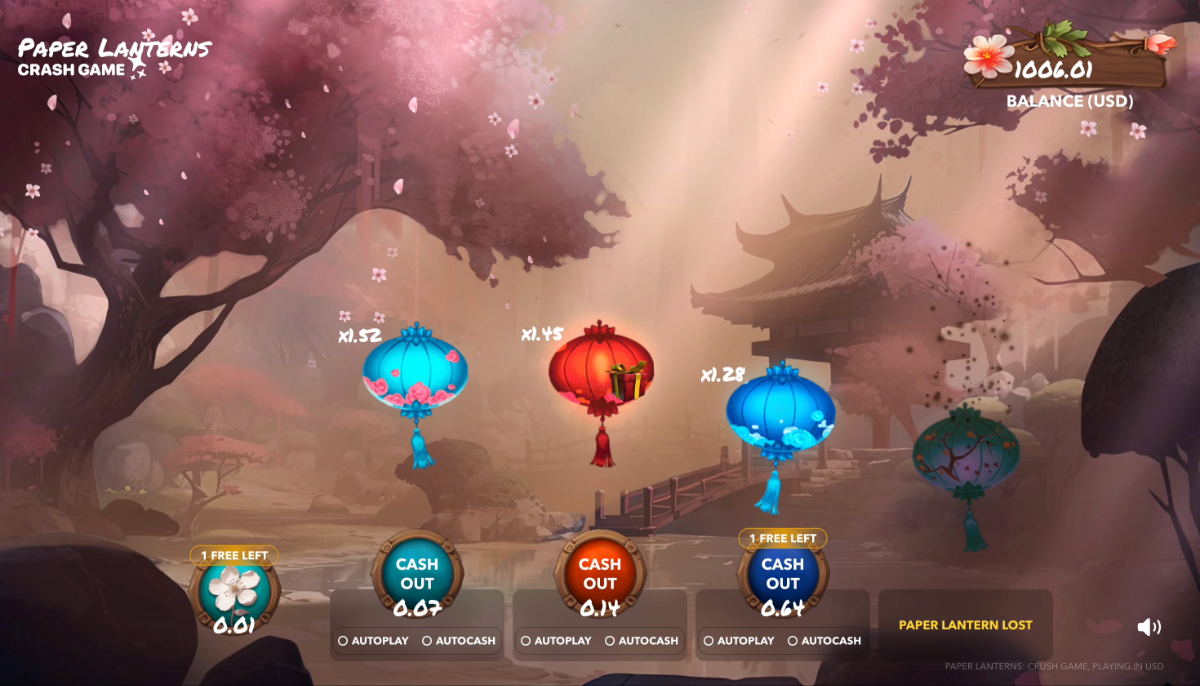 PAPER LANTERNS
CRASH GAME
1006.01
BALANCE (USD)
x1.52
x1.45
x1.28
1 FREE LEFT
0.01
CASH
OUT
0.07
AUTOPLAY AUTOCASH
CASH
OUT
0.14
AUTOPLAY AUTOCASH
1 FREE LEFT
CASH
OUT
0.64
AUTOPLAY AUTOCASH
PAPER LANTERN LOST
PAPER LANTERNS: CRUSH GAME, PLAYING IN USD